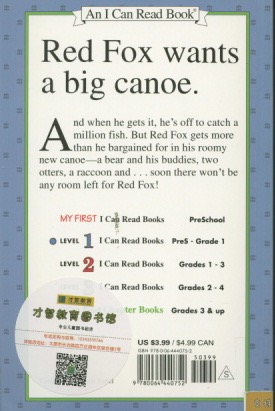 An I Can Read Book®
Red Fox wants
a big canoe.
And when he gets it, he's off to catch a
million fish. But Red Fox gets more
than he bargained for in his roomy
new canoe—a bear and his buddies, two
otters, a raccoon and . . . soon there won't be
any room left for Red Fox!
MY FIRST I Can Read Books PreSchool
LEVEL 1 I Can Read Books PreS - Grade 1
LEVEL 2 I Can Read Books Grades 1 - 3
I Can Read Books Grades 2 - 4
才智教育图书馆
ter Books Grades 3 & up
US $3.99 / $4.99 CAN
ISBN 978-0-06-444075-2
50399
9 780064 440752
S